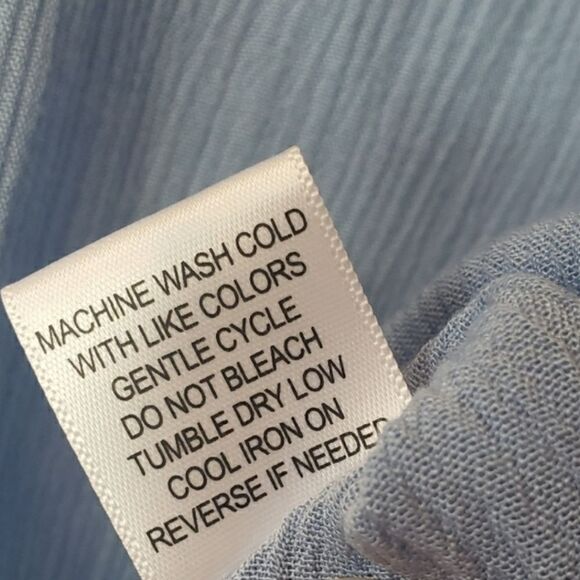 MACHINE WASH COLD
WITH LIKE COLORS
GENTLE CYCLE
DO NOT BLEACH
TUMBLE DRY LOW
COOL IRON ON
REVERSE IF NEEDED